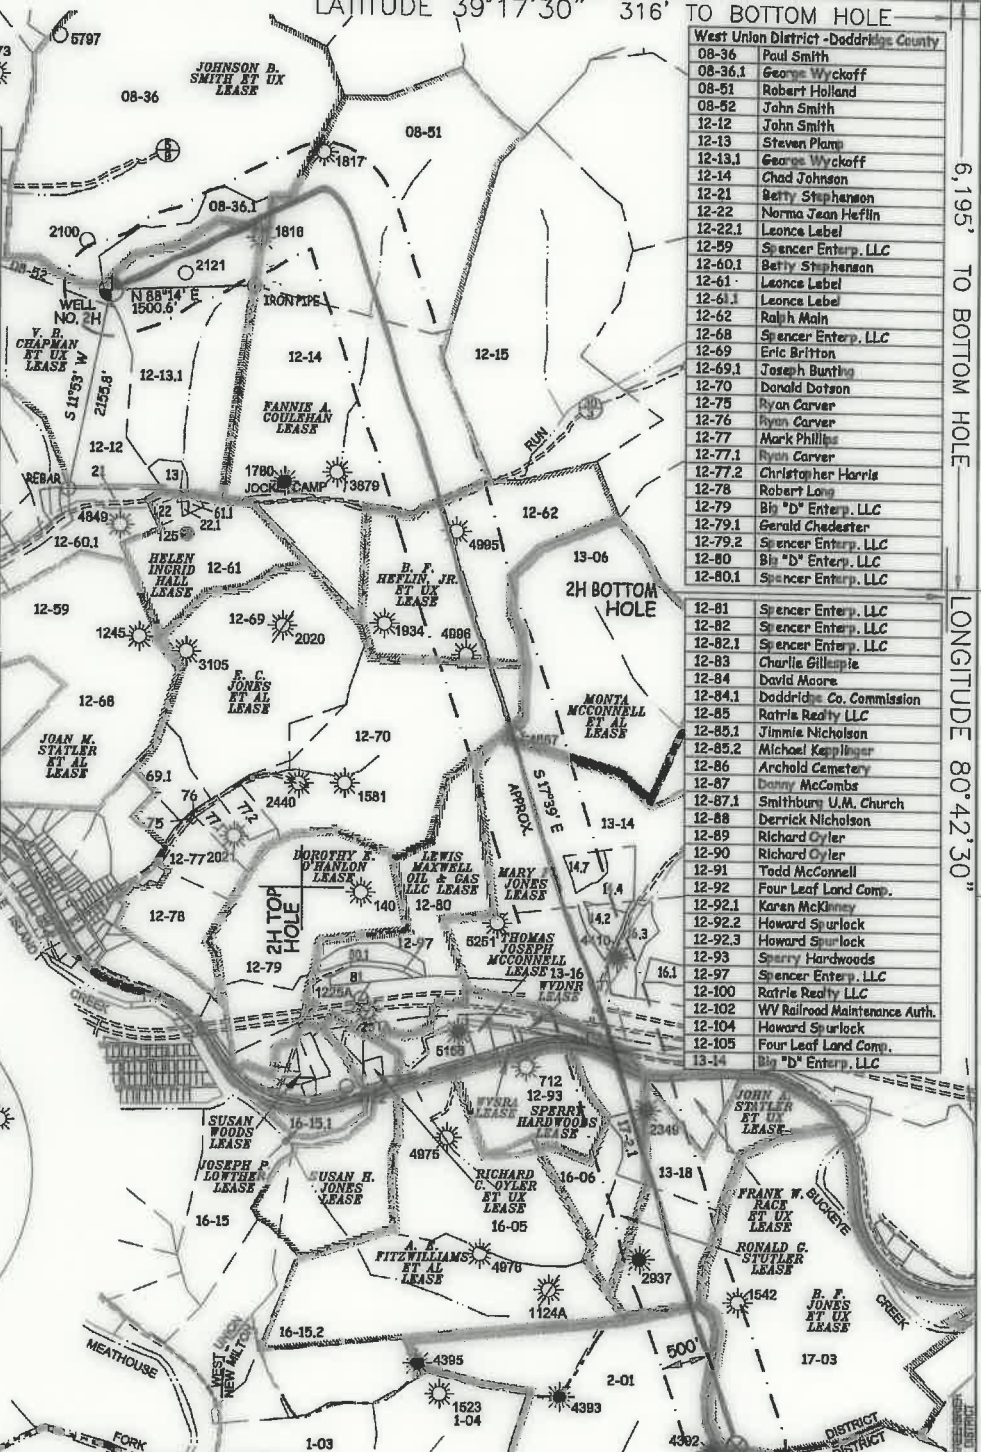 LATITUDE 39°17'30" 316' TO BOTTOM HOLE
6,195' TO BOTTOM HOLE
LONGITUDE 80°42'30"
West Union District -Doddridge County
08-36 Paul Smith
08-36.1 George Wyckoff
08-51 Robert Holland
08-52 John Smith
12-12 John Smith
12-13 Steven Plamp
12-13.1 George Wyckoff
12-14 Chad Johnson
12-21 Betty Stephenson
12-22 Norma Jean Heflin
12-22.1 Leonce Lebel
12-59 Spencer Enterp. LLC
12-60.1 Betty Stephenson
12-61 Leonce Lebel
12-61.1 Leonce Lebel
12-62 Ralph Main
12-68 Spencer Enterp. LLC
12-69 Eric Britton
12-69.1 Joseph Bunting
12-70 Donald Dotson
12-75 Ryan Carver
12-76 Ryan Carver
12-77 Mark Phillips
12-77.1 Ryan Carver
12-77.2 Christopher Harris
12-78 Robert Long
12-79 Big "D" Enterp. LLC
12-79.1 Gerald Chedester
12-79.2 Spencer Enterp. LLC
12-80 Big "D" Enterp. LLC
12-80.1 Spencer Enterp. LLC
12-81 Spencer Enterp. LLC
12-82 Spencer Enterp. LLC
12-82.1 Spencer Enterp. LLC
12-83 Charlie Gillespie
12-84 David Moore
12-84.1 Doddridge Co. Commission
12-85 Ratrie Realty LLC
12-85.1 Jimmie Nicholson
12-85.2 Michael Kepplinger
12-86 Archold Cemetery
12-87 Danny McCombs
12-87.1 Smithburg U.M. Church
12-88 Derrick Nicholson
12-89 Richard Oyler
12-90 Richard Oyler
12-91 Todd McConnell
12-92 Four Leaf Land Comp.
12-92.1 Karen McKinney
12-92.2 Howard Spurlock
12-92.3 Howard Spurlock
12-93 Sperry Hardwoods
12-97 Spencer Enterp. LLC
12-100 Ratrie Realty LLC
12-102 WV Railroad Maintenance Auth.
12-104 Howard Spurlock
12-105 Four Leaf Land Comp.
13-14 Big "D" Enterp. LLC
5797
JOHNSON B.
SMITH ET UX
LEASE
08-36
08-51
1817
08-36.1
2100
1818
2121
08-52
WELL
NO. 2H
N 88°14' E
1500.6'
IRON PIPE
V. B.
CHAPMAN
ET UX
LEASE
S 11°53' W
2155.8'
12-13.1
12-14
12-15
FANNIE A.
COULEHAN
LEASE
RUN
12-12
REBAR
21
13
1780
JOCK CAMP
3879
4849
22
22.1
61.1
25
12-60.1
12-62
4995
13-06
HELEN
INGRID
HALL
LEASE
12-61
B. F.
HEFLIN, JR.
ET UX
LEASE
2H BOTTOM
HOLE
12-59
1245
12-69
2020
1934
4996
3105
E. C.
JONES
ET AL
LEASE
12-68
MONTA
MCCONNELL
ET AL
LEASE
JOAN M.
STATLER
ET AL
LEASE
12-70
4667
S 17°39' E
APPROX.
69.1
76
75
77.2
2440
1581
13-14
12-77
2021
DOROTHY E.
O'HANLON
LEASE
LEWIS
MAXWELL
OIL & GAS
LLC LEASE
MARY
JONES
LEASE
14.7
14.4
14.2
140
12-80
12-78
2H TOP
HOLE
12-97
5251
THOMAS
JOSEPH
MCCONNELL
LEASE
16.3
16.1
12-79
81
1225A
13-16
WVDNR
LEASE
CREEK
712
12-93
SPERRY
HARDWOODS
LEASE
JOHN A.
STATLER
ET UX
LEASE
SUSAN
WOODS
LEASE
16-15.1
2349
17-2.1
4975
JOSEPH P.
LOWTHER
LEASE
SUSAN H.
JONES
LEASE
RICHARD
C. OYLER
ET UX
LEASE
16-06
13-18
FRANK W.
RACE
ET UX
LEASE
BUCKEYE
16-15
16-05
RONALD G.
STUTLER
LEASE
A. E.
FITZWILLIAMS
ET AL
LEASE
4976
1124A
2937
1542
B. F.
JONES
ET UX
LEASE
CREEK
16-15.2
MEATHOUSE
WEST UNION
NEW MILTON
4395
500'
17-03
2-01
1523
1-04
4393
FORK
1-03
4392
DISTRICT
DISTRICT